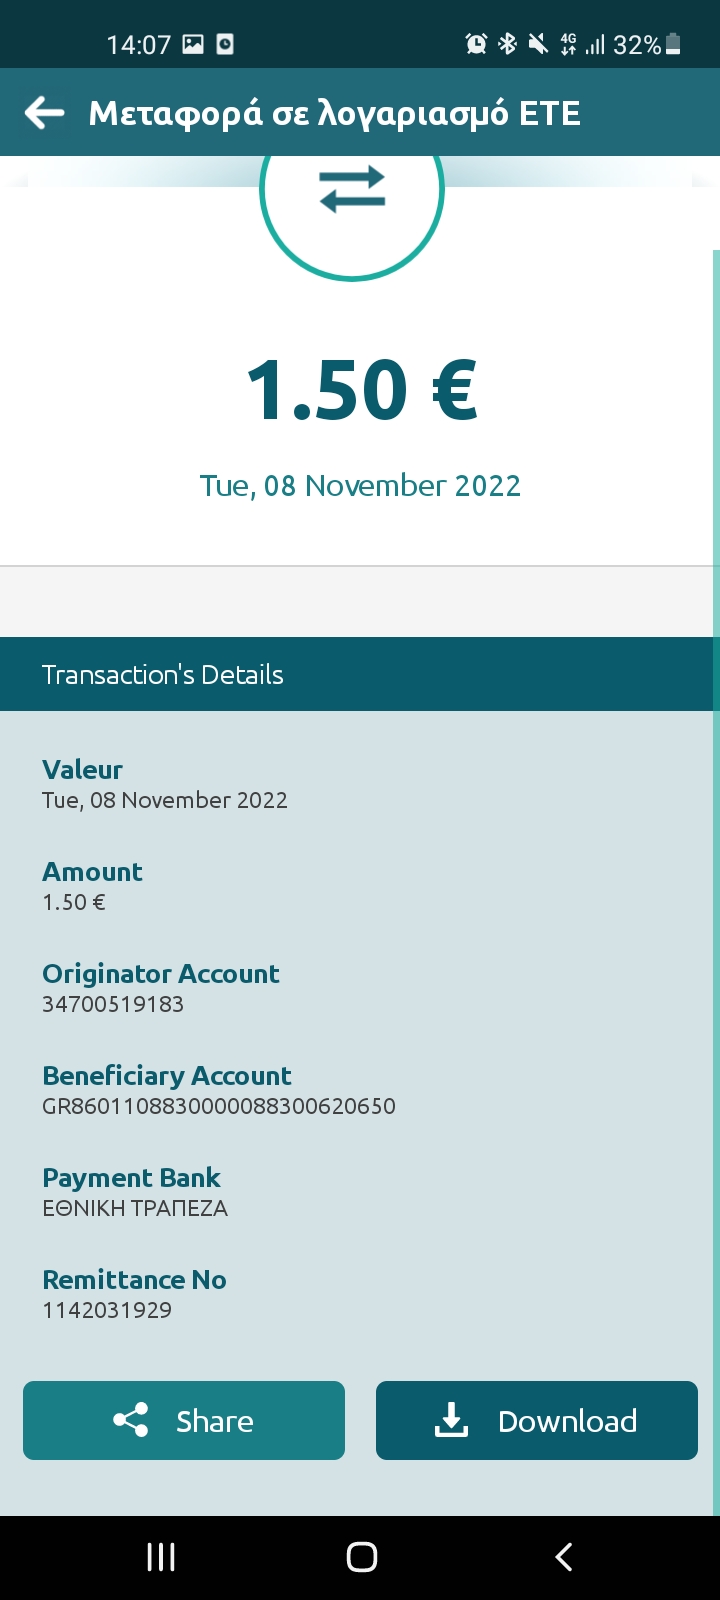 14:07 4G 32%
Μεταφορά σε λογαριασμό ΕΤΕ
1.50 €
Tue, 08 November 2022
Transaction's Details
Valeur
Tue, 08 November 2022
Amount
1.50 €
Originator Account
34700519183
Beneficiary Account
GR8601108830000088300620650
Payment Bank
ΕΘΝΙΚΗ ΤΡΑΠΕΖΑ
Remittance No
1142031929
Share Download